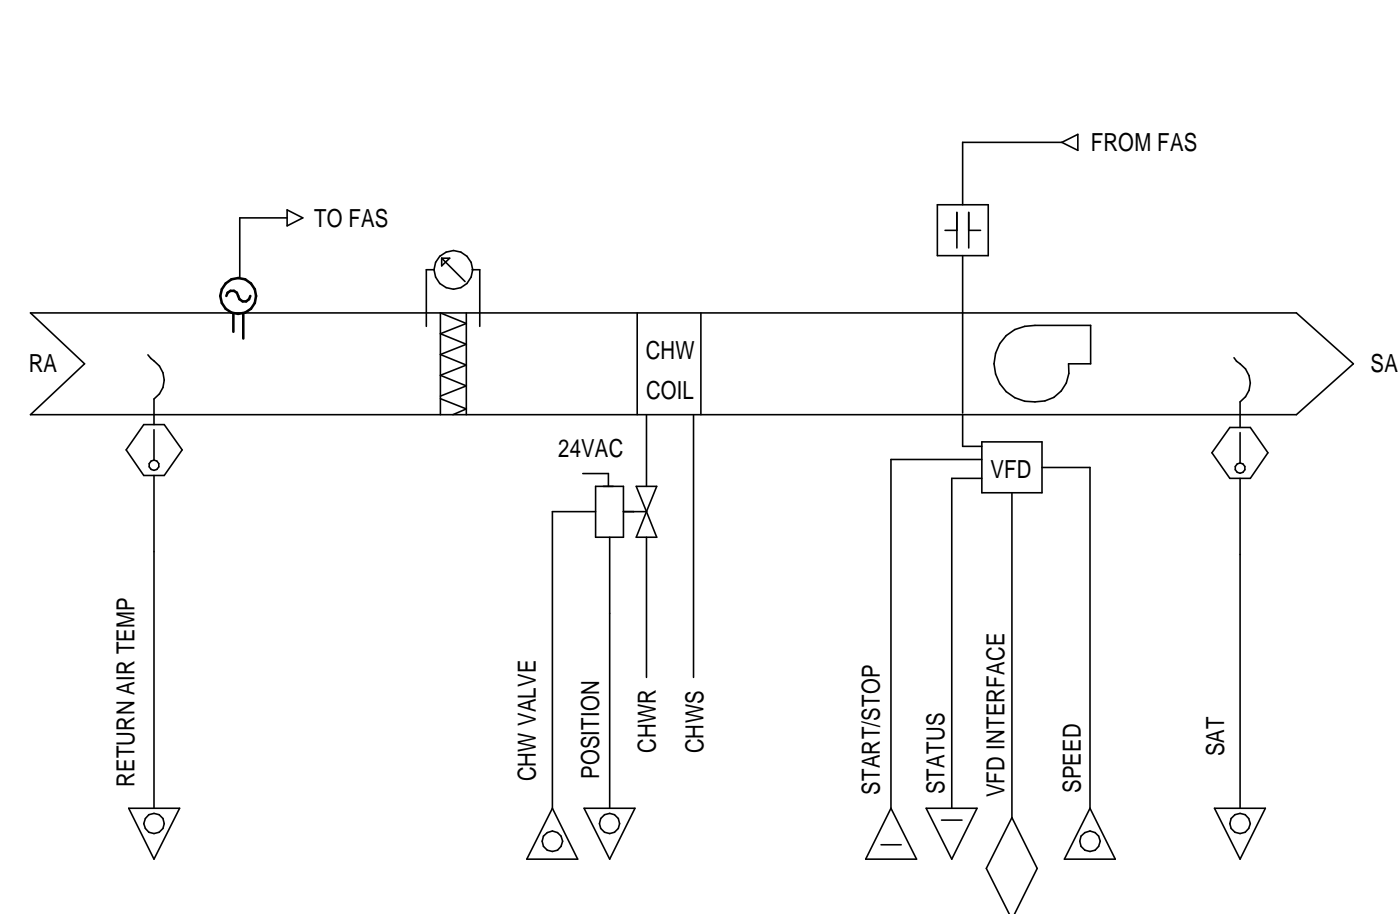 FROM FAS
TO FAS
RA
CHW
COIL
SA
24VAC
VFD
RETURN AIR TEMP
CHW VALVE
POSITION
CHWR
CHWS
START/STOP
STATUS
VFD INTERFACE
SPEED
SAT